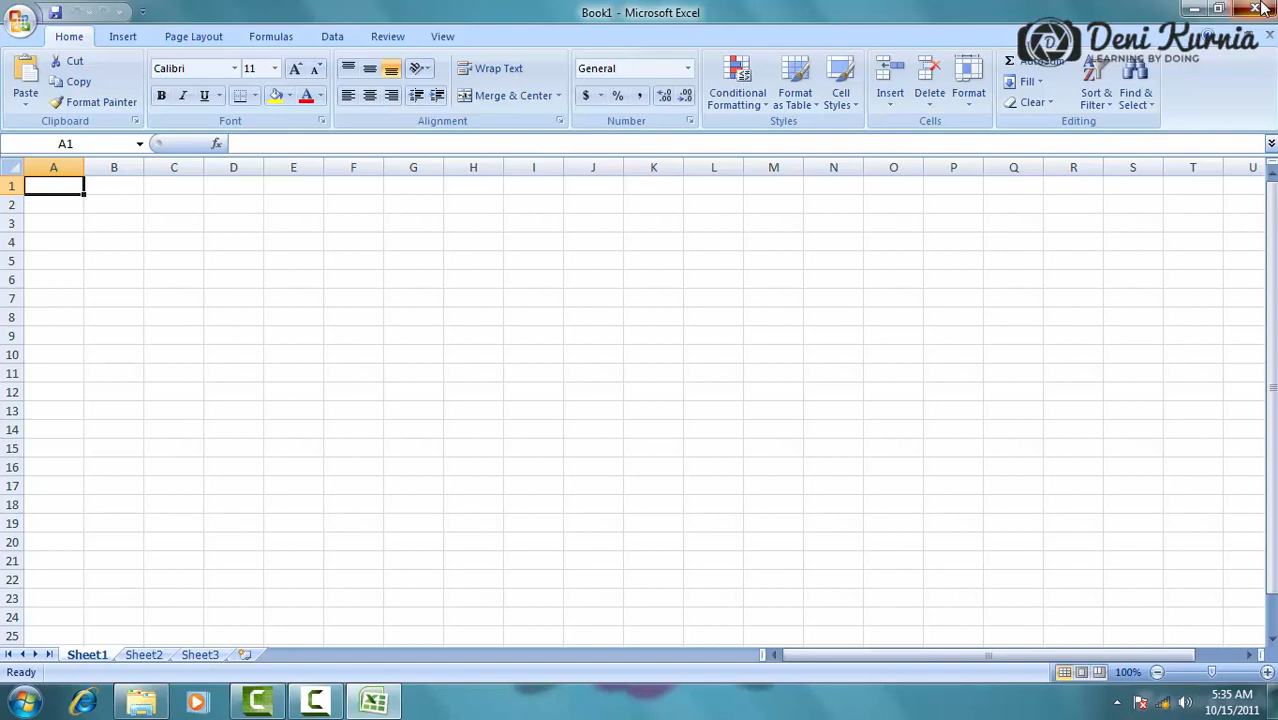 Book1 - Microsoft Excel
Home Insert Page Layout Formulas Data Review View
Deni Kurnia
LEARNING BY DOING
Paste
Cut
Copy
Format Painter
Clipboard
Calibri 11
B I U
Font
Wrap Text
Merge & Center
Alignment
General
$ % ,
Number
Conditional Formatting
Format as Table
Cell Styles
Styles
Insert
Delete
Format
Cells
Σ
Fill
Clear
Sort & Filter
Find & Select
Editing
A1 fx
A B C D E F G H I J K L M N O P Q R S T U
1
2
3
4
5
6
7
8
9
10
11
12
13
14
15
16
17
18
19
20
21
22
23
24
25
Sheet1 Sheet2 Sheet3
Ready 100%
5:35 AM
10/15/2011